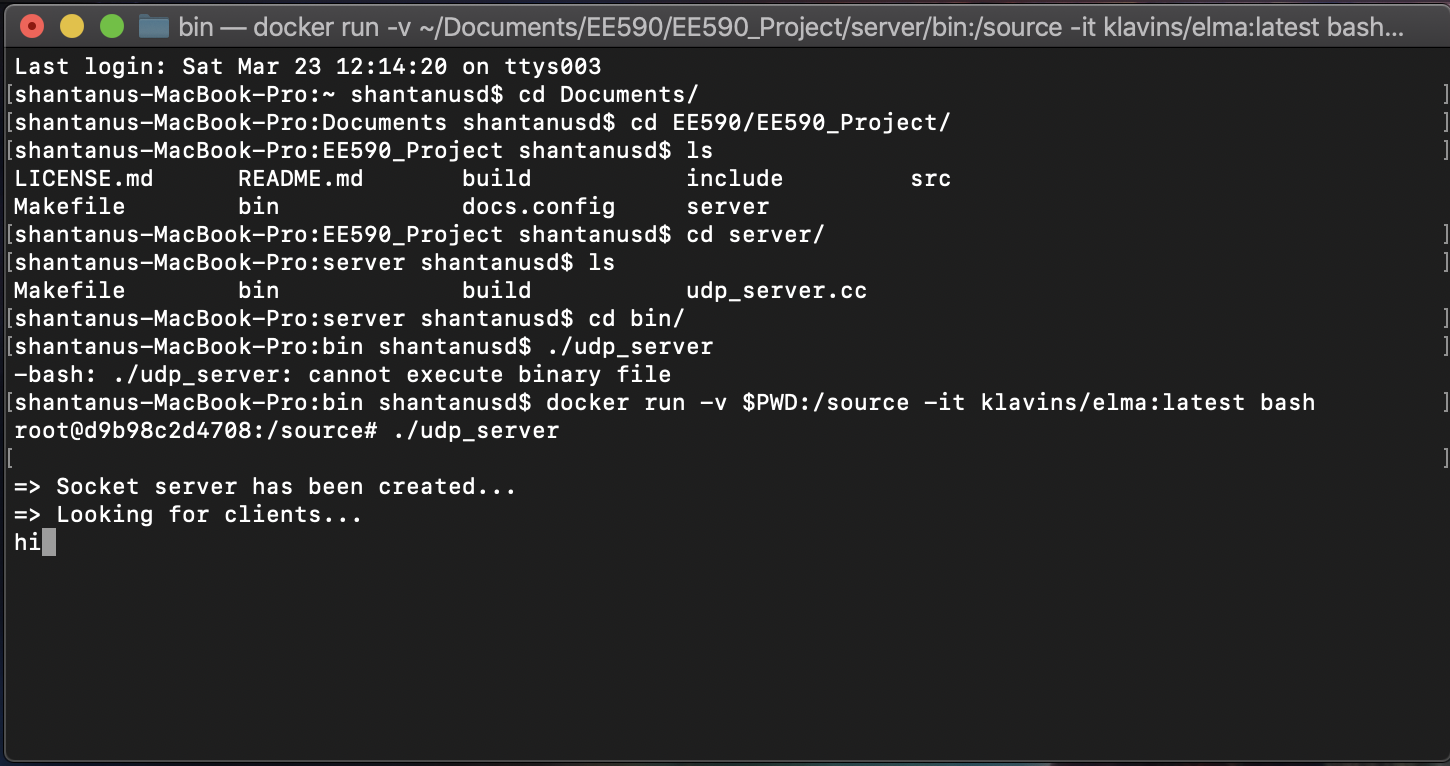 bin — docker run -v ~/Documents/EE590/EE590_Project/server/bin:/source -it klavins/elma:latest bash...
Last login: Sat Mar 23 12:14:20 on ttys003
[shantanus-MacBook-Pro:~ shantanusd$ cd Documents/ ]
[shantanus-MacBook-Pro:Documents shantanusd$ cd EE590/EE590_Project/ ]
[shantanus-MacBook-Pro:EE590_Project shantanusd$ ls ]
LICENSE.md README.md build include src
Makefile bin docs.config server
[shantanus-MacBook-Pro:EE590_Project shantanusd$ cd server/ ]
[shantanus-MacBook-Pro:server shantanusd$ ls ]
Makefile bin build udp_server.cc
[shantanus-MacBook-Pro:server shantanusd$ cd bin/ ]
[shantanus-MacBook-Pro:bin shantanusd$ ./udp_server ]
-bash: ./udp_server: cannot execute binary file
[shantanus-MacBook-Pro:bin shantanusd$ docker run -v $PWD:/source -it klavins/elma:latest bash ]
root@d9b98c2d4708:/source# ./udp_server
[ ]
=> Socket server has been created...
=> Looking for clients...
hi